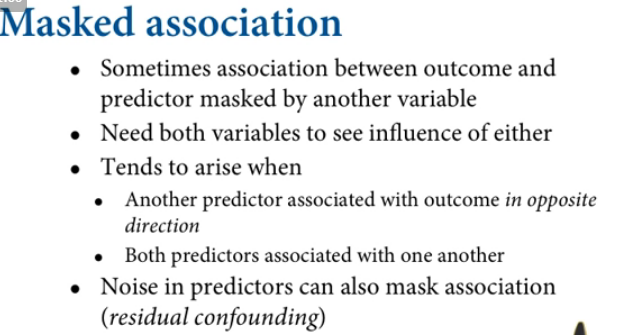 Masked association
• Sometimes association between outcome and
predictor masked by another variable
• Need both variables to see influence of either
• Tends to arise when
• Another predictor associated with outcome in opposite
direction
• Both predictors associated with one another
• Noise in predictors can also mask association
(residual confounding)